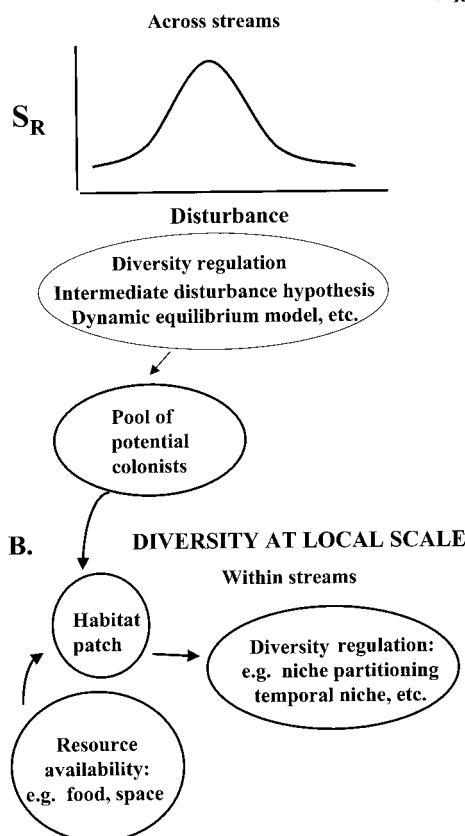 Across streams
S_R
Disturbance
Diversity regulation
Intermediate disturbance hypothesis
Dynamic equilibrium model, etc.
Pool of
potential
colonists
B. DIVERSITY AT LOCAL SCALE
Within streams
Habitat
patch
Diversity regulation:
e.g. niche partitioning
temporal niche, etc.
Resource
availability:
e.g. food, space